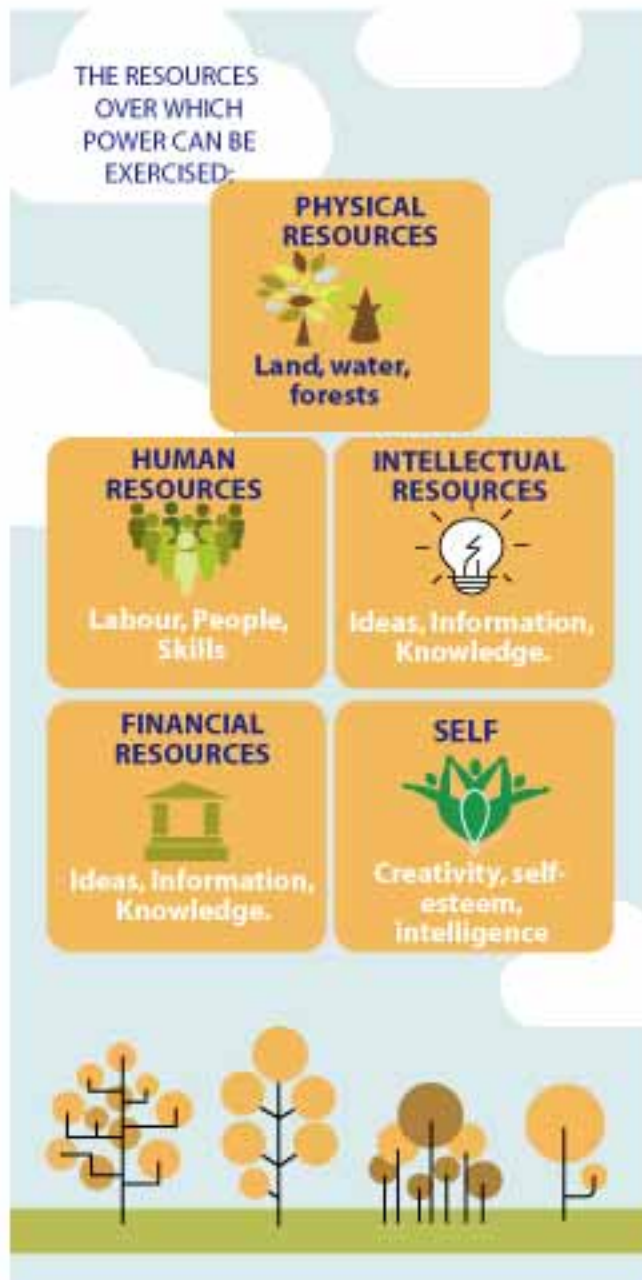 THE RESOURCES
OVER WHICH
POWER CAN BE
EXERCISED:
PHYSICAL
RESOURCES
Land, water,
forests
HUMAN
RESOURCES
Labour, People,
Skills
INTELLECTUAL
RESOURCES
Ideas, Information,
Knowledge.
FINANCIAL
RESOURCES
Ideas, Information,
Knowledge.
SELF
Creativity, self-
esteem,
intelligence